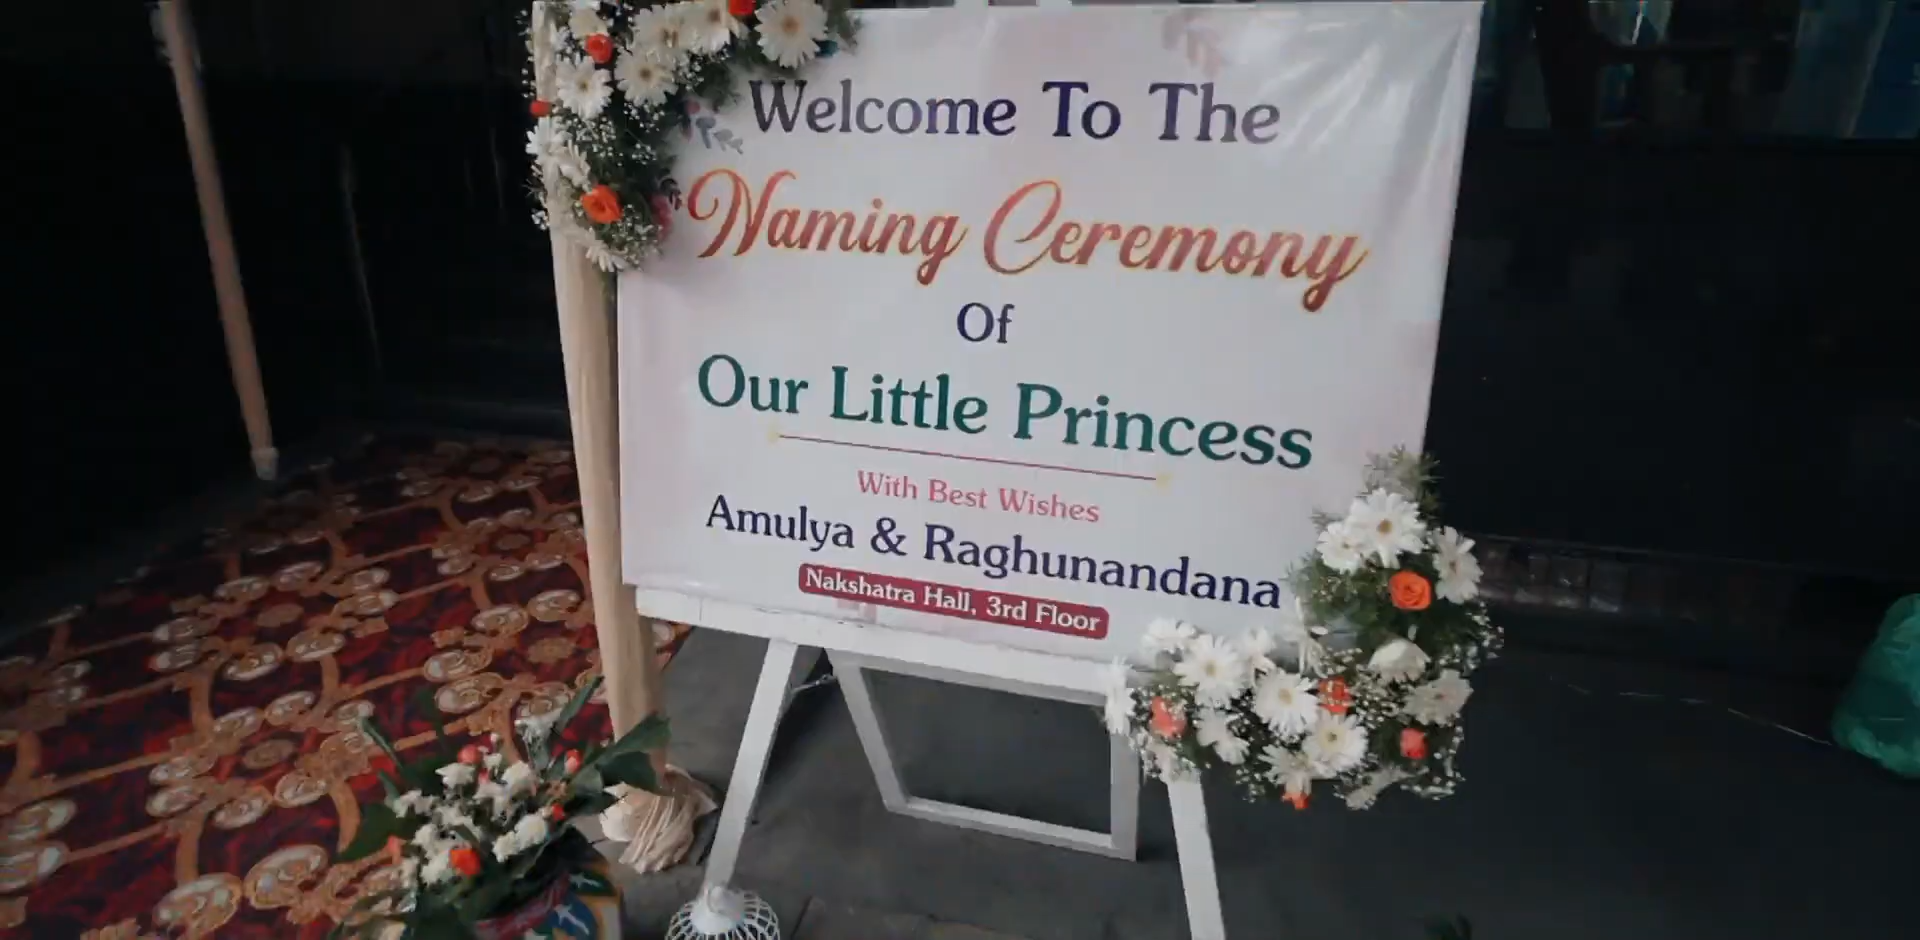 Welcome To The
Naming Ceremony
Of
Our Little Princess
With Best Wishes
Amulya & Raghunandana
Nakshatra Hall, 3rd Floor